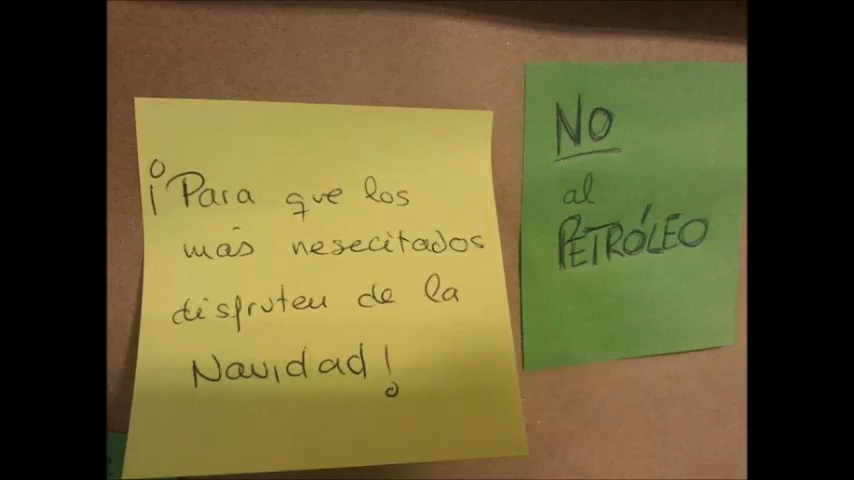 ¡Para que los
más nesecitados
disfruten de la
Navidad!
NO
al
PETRÓLEO